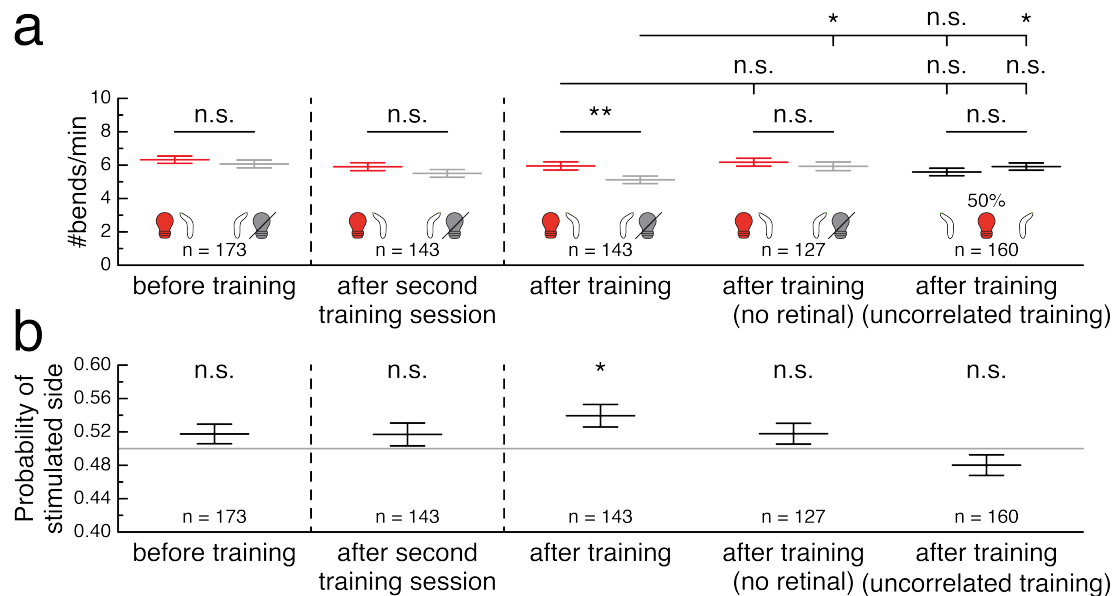 a
* n.s. *
n.s. n.s. n.s.
n.s. n.s. ** n.s. n.s.
#bends/min
10
8
6
4
2
0
50%
n = 173 n = 143 n = 143 n = 127 n = 160
before training after second after training after training after training
training session (no retinal) (uncorrelated training)
b
Probability of
stimulated side
0.60
0.56
0.52
0.48
0.44
0.40
n.s. n.s. * n.s. n.s.
n = 173 n = 143 n = 143 n = 127 n = 160
before training after second after training after training after training
training session (no retinal) (uncorrelated training)